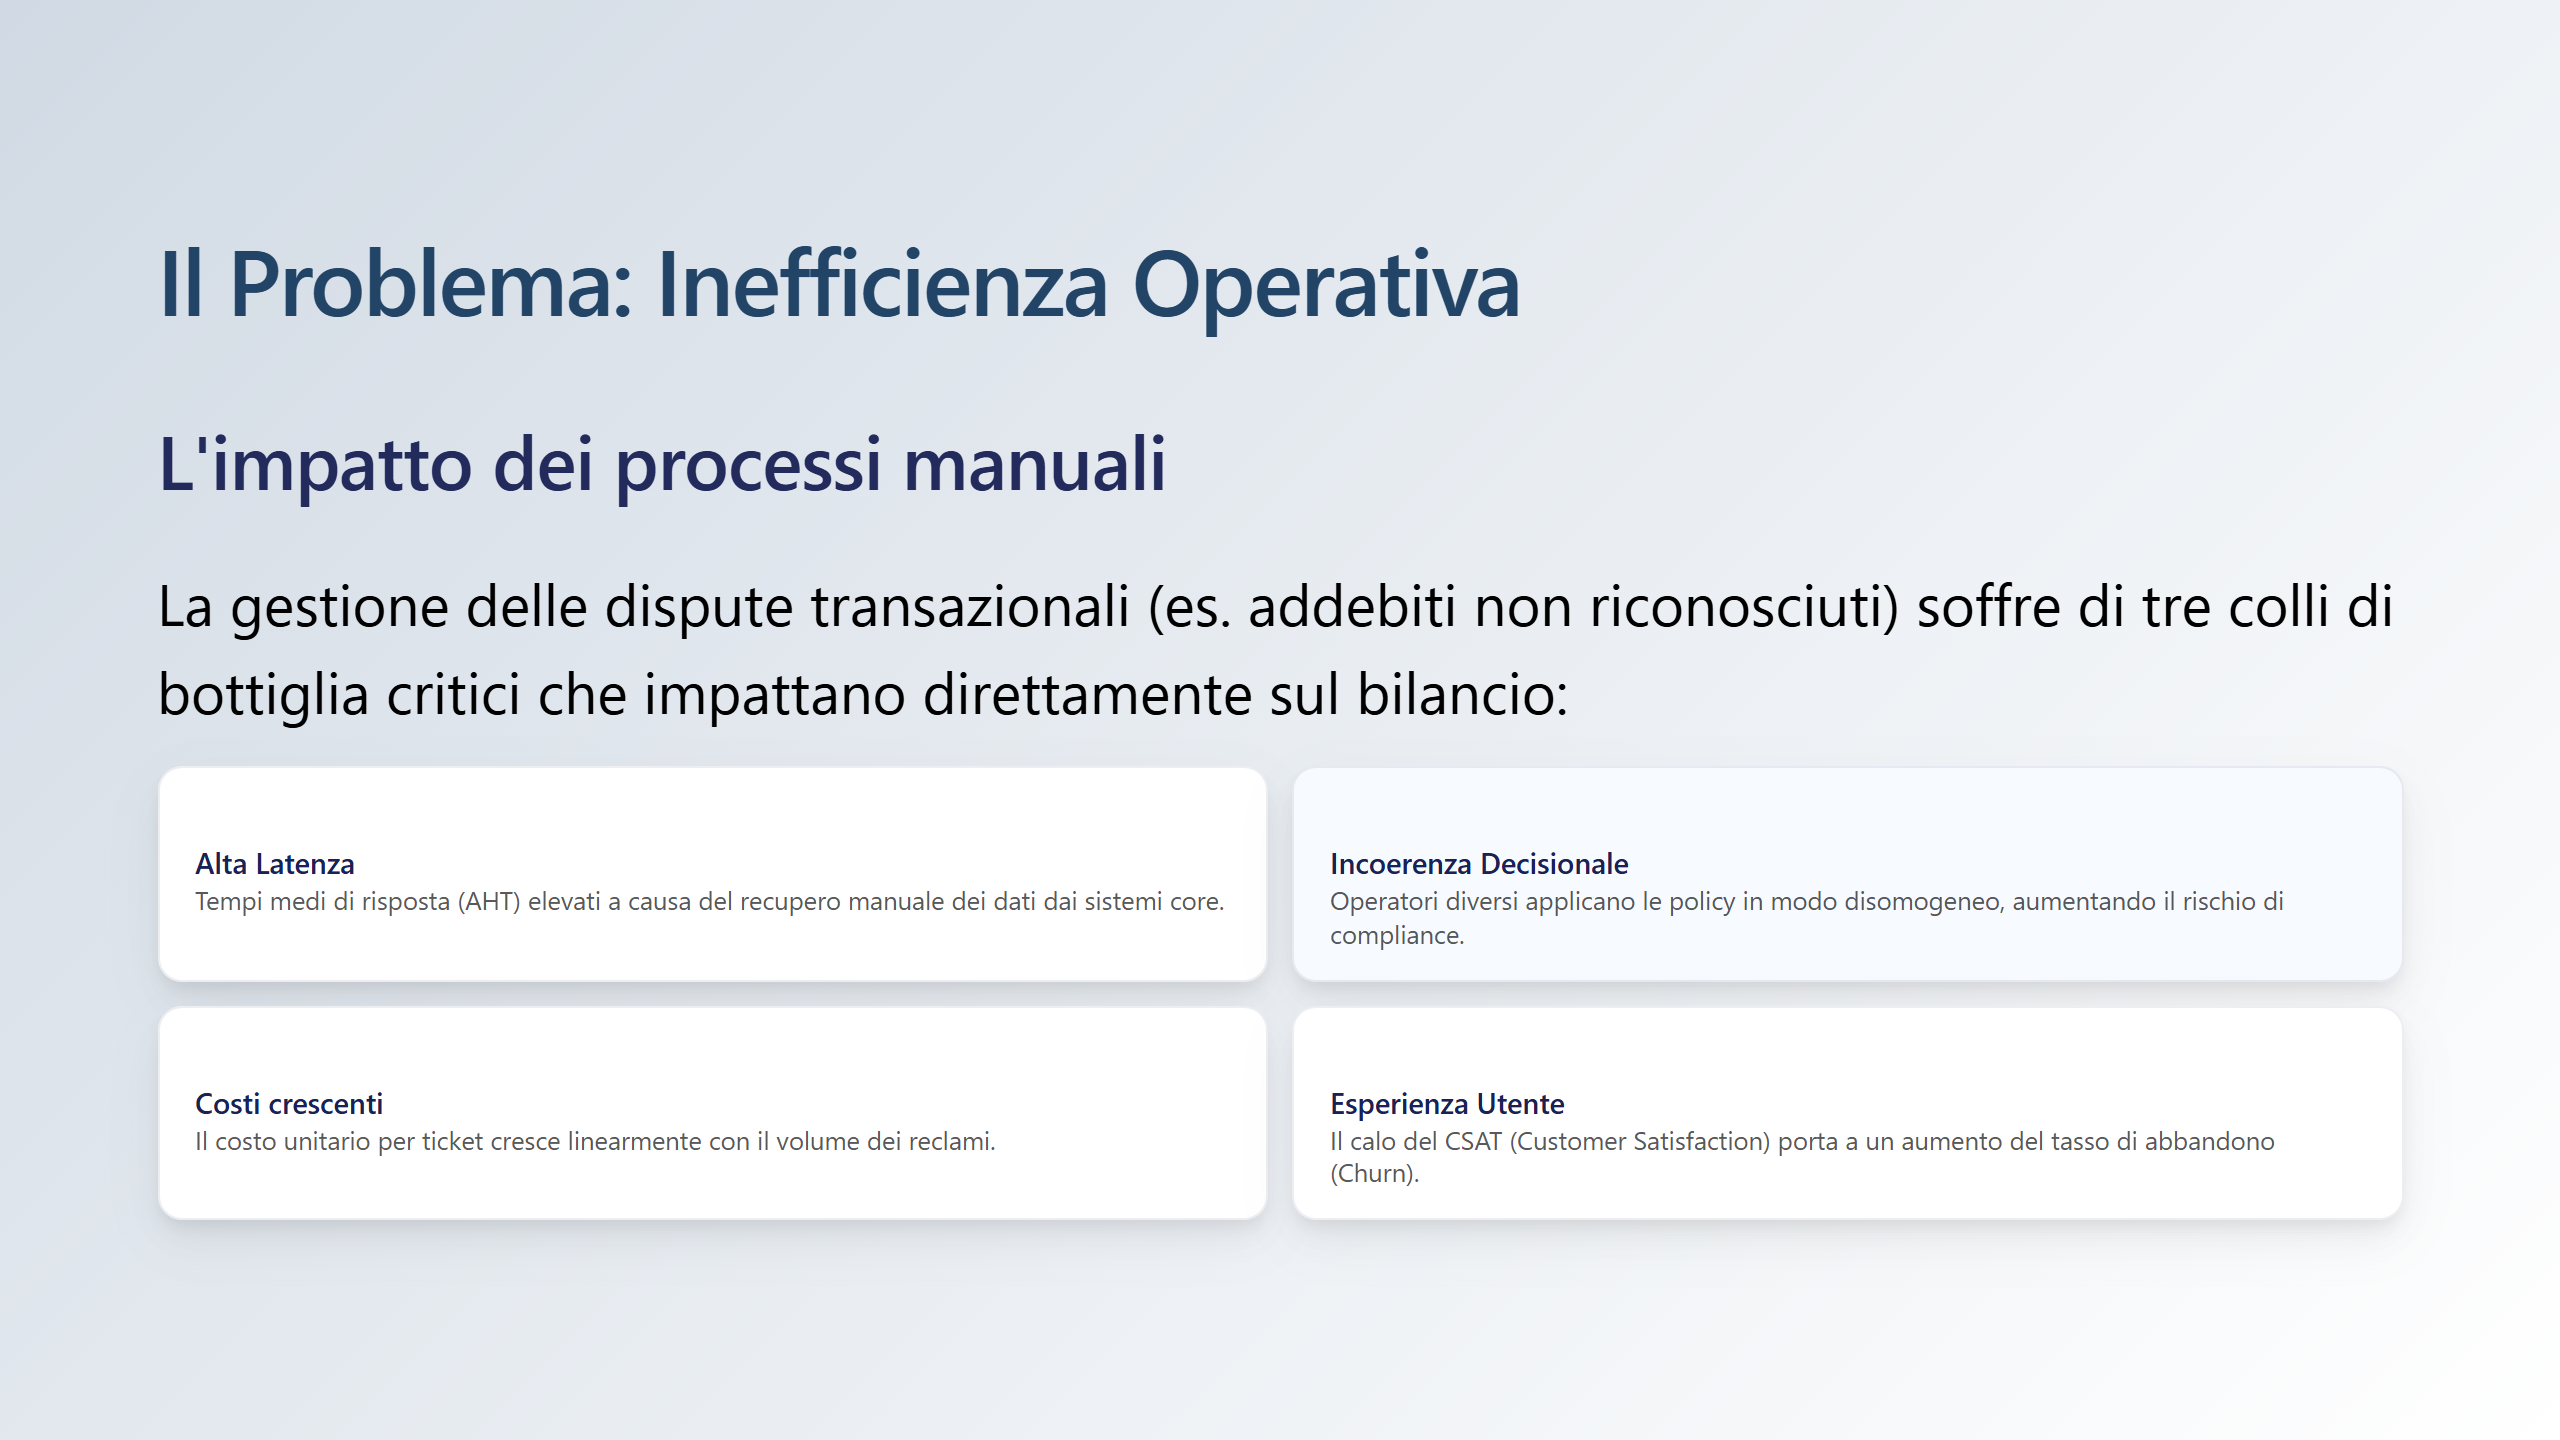 Il Problema: Inefficienza Operativa
L'impatto dei processi manuali
La gestione delle dispute transazionali (es. addebiti non riconosciuti) soffre di tre colli di
bottiglia critici che impattano direttamente sul bilancio:
Alta Latenza
Tempi medi di risposta (AHT) elevati a causa del recupero manuale dei dati dai sistemi core.
Incoerenza Decisionale
Operatori diversi applicano le policy in modo disomogeneo, aumentando il rischio di
compliance.
Costi crescenti
Il costo unitario per ticket cresce linearmente con il volume dei reclami.
Esperienza Utente
Il calo del CSAT (Customer Satisfaction) porta a un aumento del tasso di abbandono
(Churn).